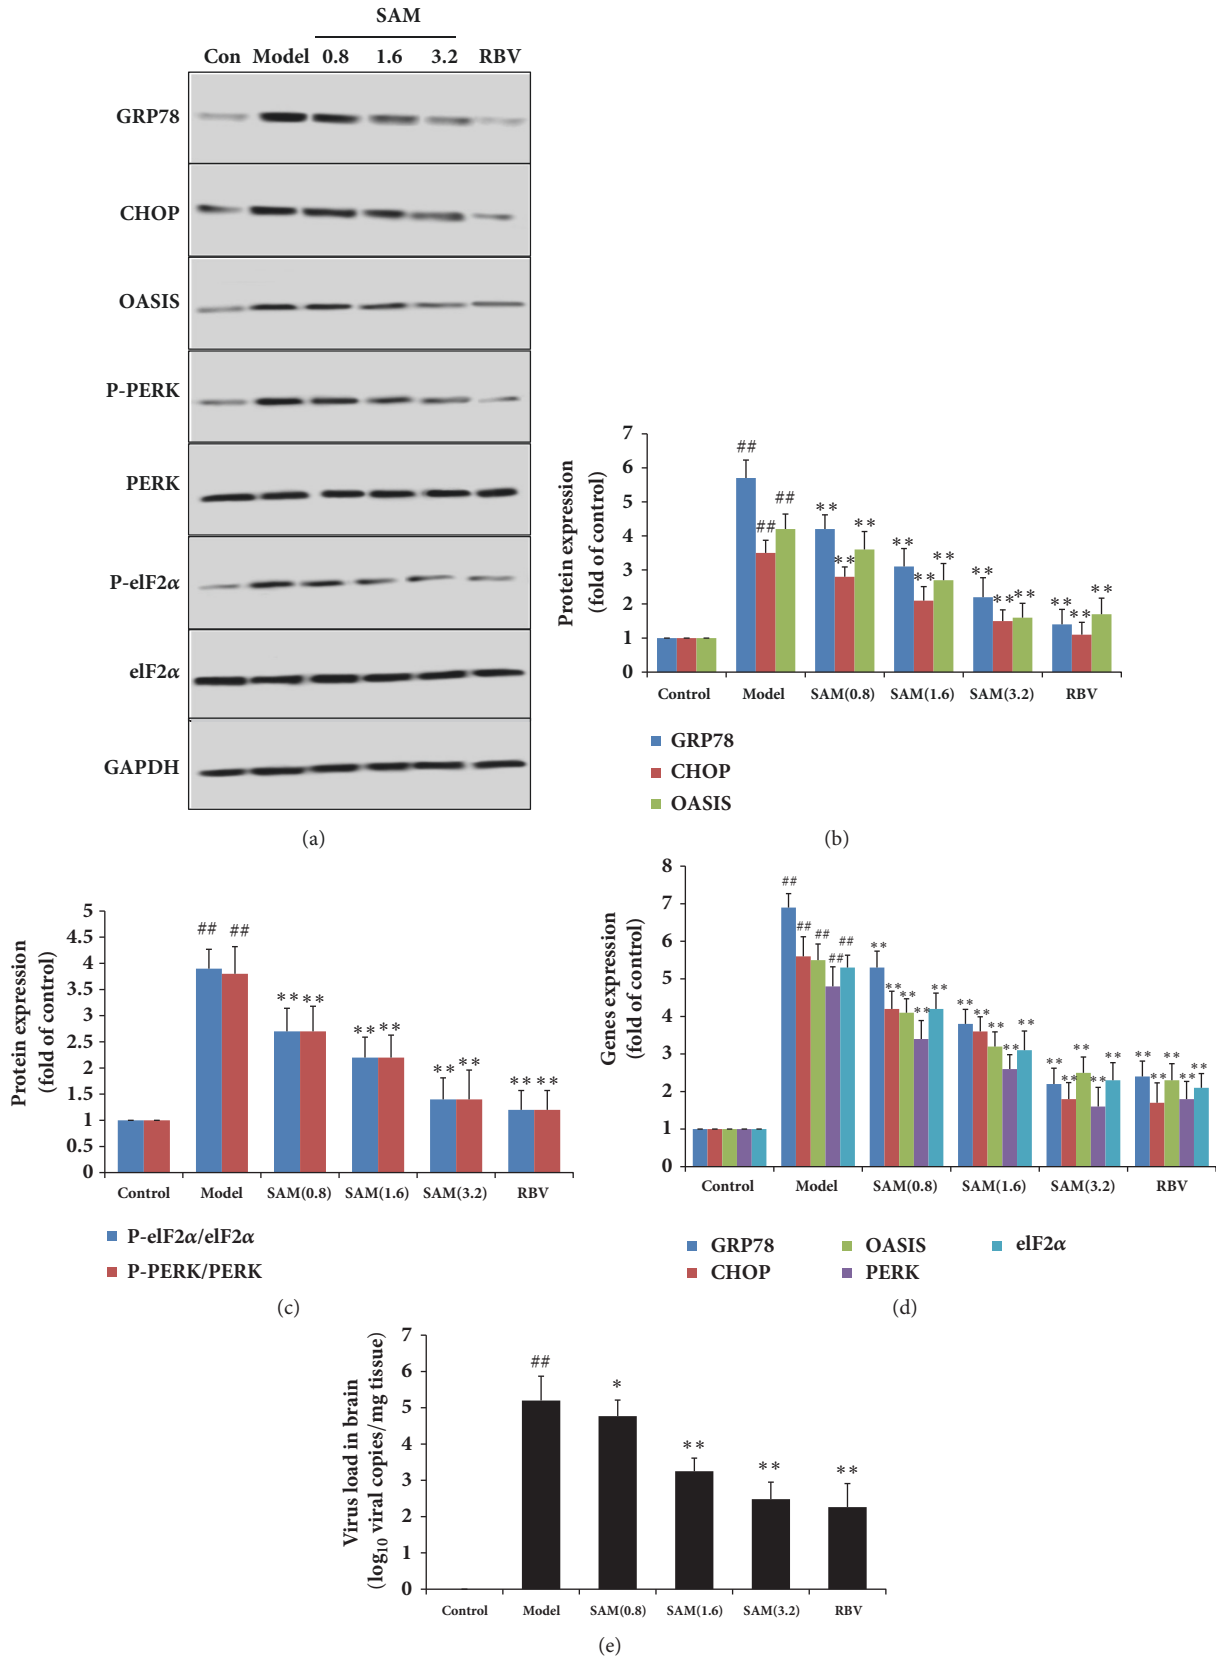 SAM
Con Model 0.8 1.6 3.2 RBV
GRP78
CHOP
OASIS
P-PERK
PERK
P-elF2α
elF2α
GAPDH
(a)
Protein expression
(fold of control)
7
6
5
4
3
2
1
0
## ## ## ** ** ** ** ** ** ** ** ** ** ** **
Control Model SAM(0.8) SAM(1.6) SAM(3.2) RBV
GRP78
CHOP
OASIS
(b)
Protein expression
(fold of control)
5
4.5
4
3.5
3
2.5
2
1.5
1
0.5
0
## ## ** ** ** ** ** ** ** **
Control Model SAM(0.8) SAM(1.6) SAM(3.2) RBV
P-elF2α/elF2α
P-PERK/PERK
(c)
Genes expression
(fold of control)
8
7
6
5
4
3
2
1
0
## ## ## ## ## ** ** ** ** ** ** ** ** ** ** ** ** ** ** ** ** ** ** ** **
Control Model SAM(0.8) SAM(1.6) SAM(3.2) RBV
GRP78 OASIS elF2α
CHOP PERK
(d)
Virus load in brain
(log10 viral copies/mg tissue)
7
6
5
4
3
2
1
0
## * ** ** **
Control Model SAM(0.8) SAM(1.6) SAM(3.2) RBV
(e)